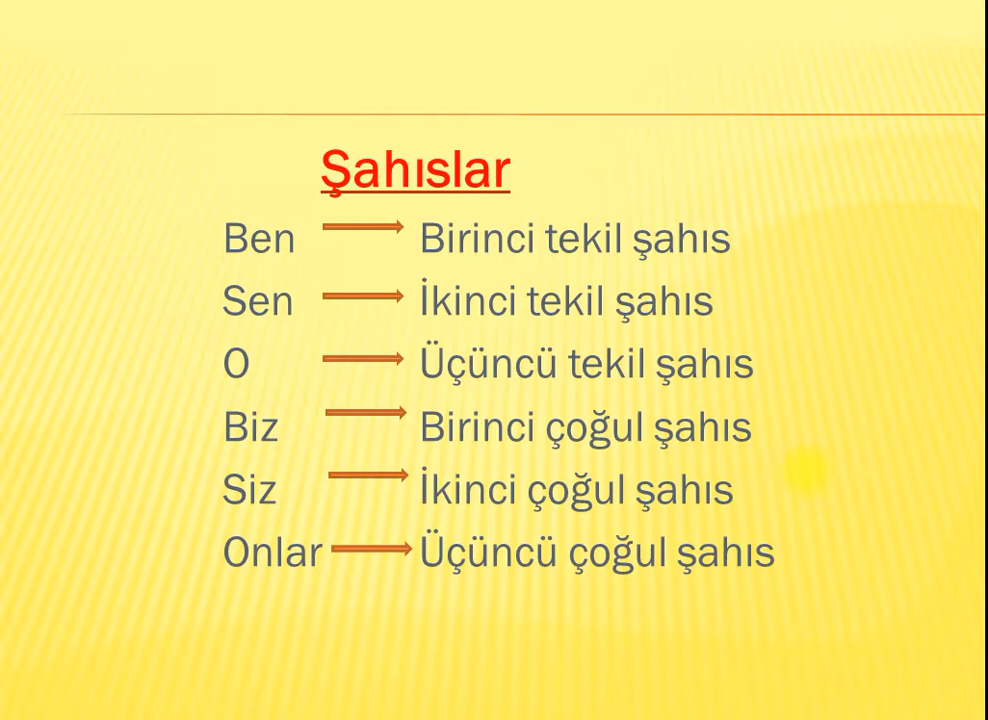 Şahıslar
Ben Birinci tekil şahıs
Sen İkinci tekil şahıs
O Üçüncü tekil şahıs
Biz Birinci çoğul şahıs
Siz İkinci çoğul şahıs
Onlar Üçüncü çoğul şahıs